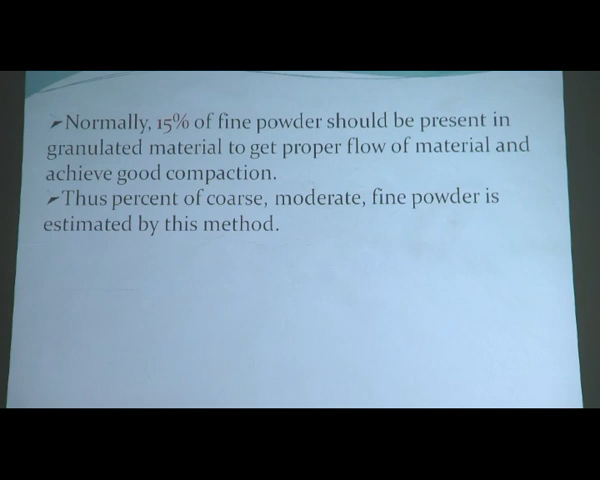 ➢Normally, 15% of fine powder should be present in
granulated material to get proper flow of material and
achieve good compaction.
➢Thus percent of coarse, moderate, fine powder is
estimated by this method.